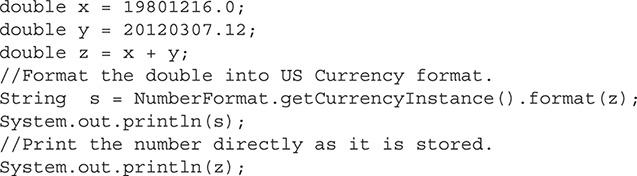 double x = 19801216.0;
double y = 20120307.12;
double z = x + y;
//Format the double into US Currency format.
String  s = NumberFormat.getCurrencyInstance().format(z);
System.out.println(s);
//Print the number directly as it is stored.
System.out.println(z);